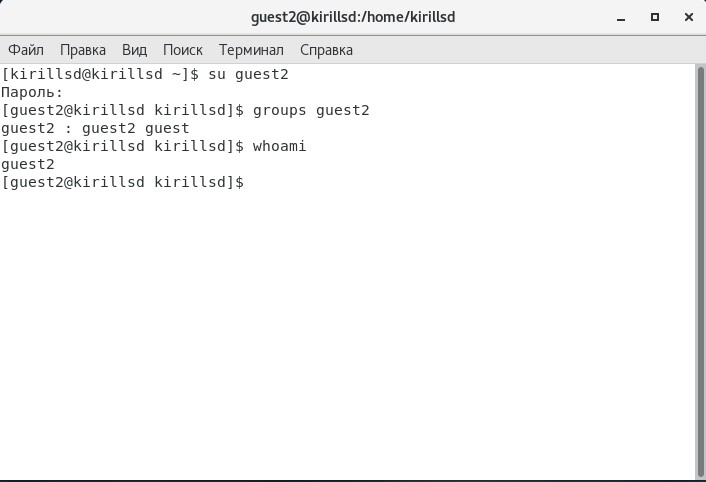 guest2@kirillsd:/home/kirillsd
Файл Правка Вид Поиск Терминал Справка
[kirillsd@kirillsd ~]$ su guest2
Пароль:
[guest2@kirillsd kirillsd]$ groups guest2
guest2 : guest2 guest
[guest2@kirillsd kirillsd]$ whoami
guest2
[guest2@kirillsd kirillsd]$